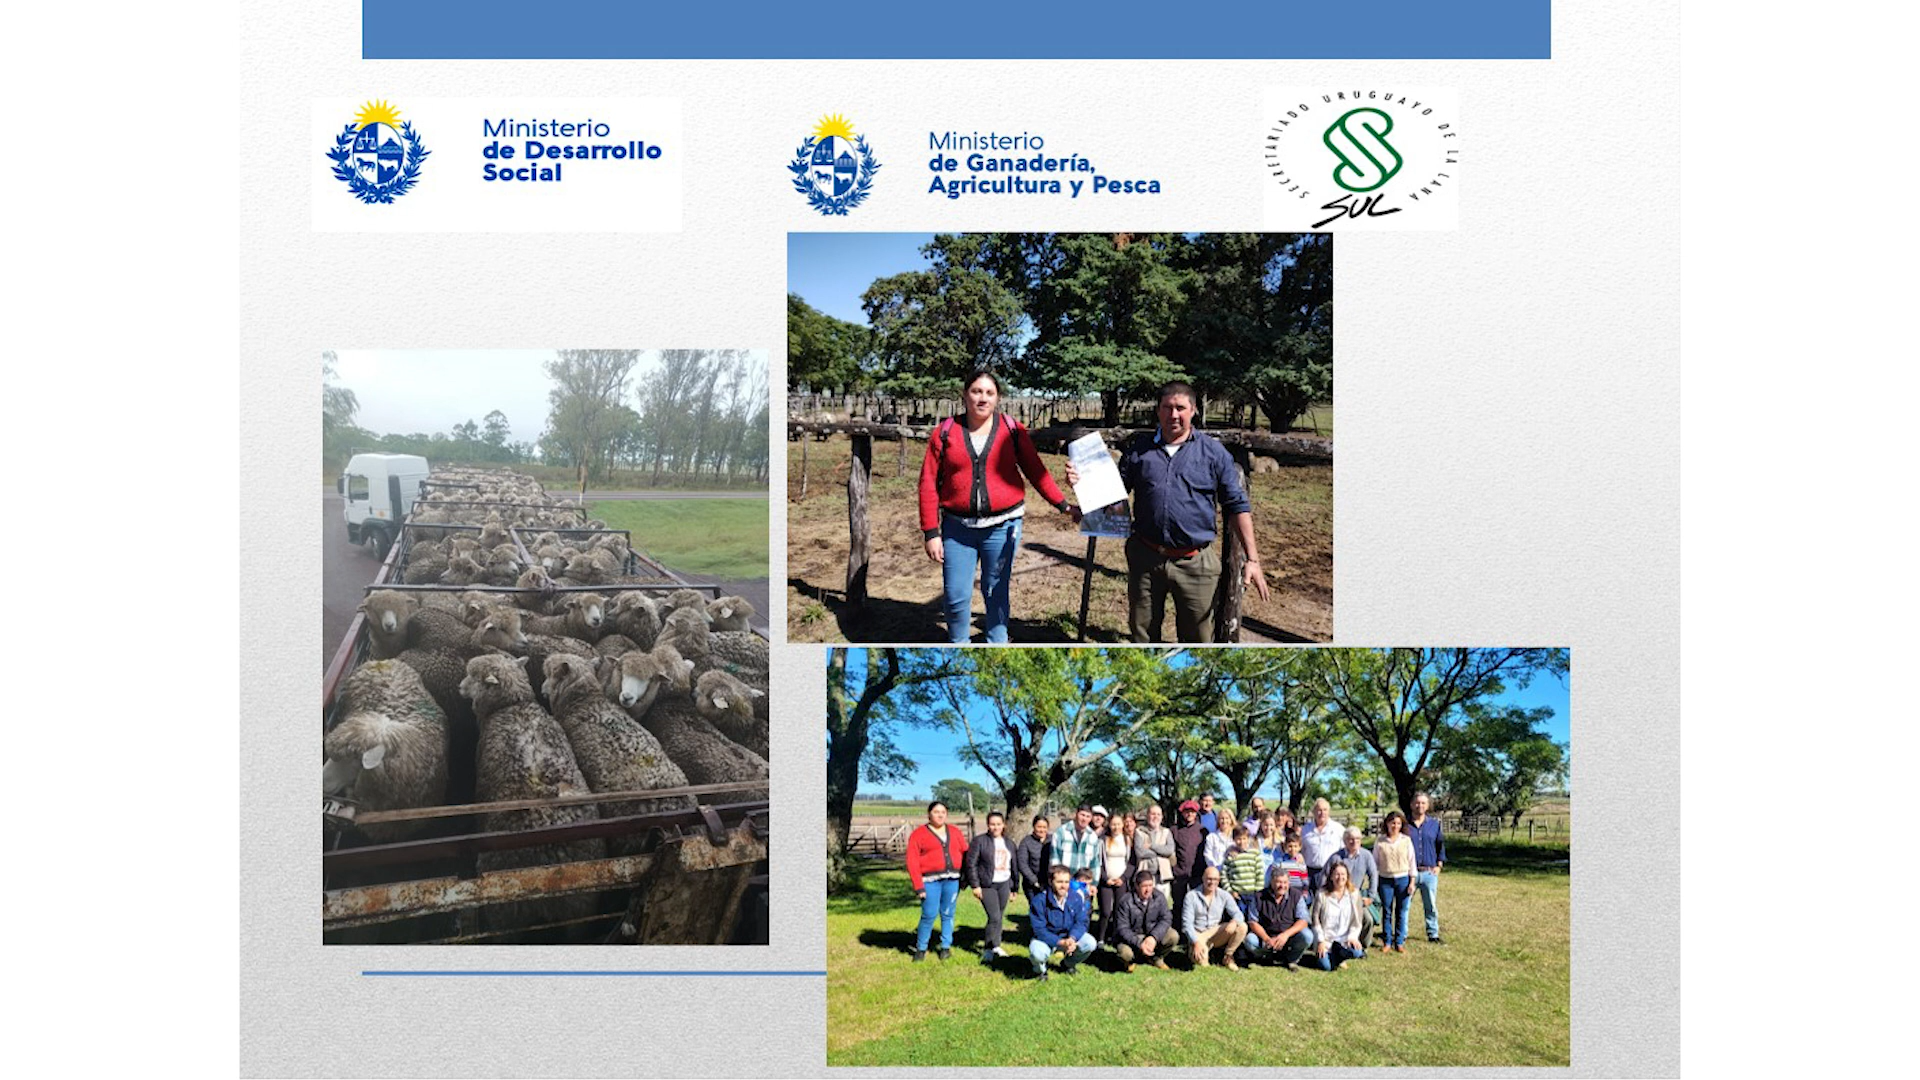 Ministerio
de Desarrollo
Social
Ministerio
de Ganadería,
Agricultura y Pesca
SECRETARIADO URUGUAYO DE LA LANA
SUL